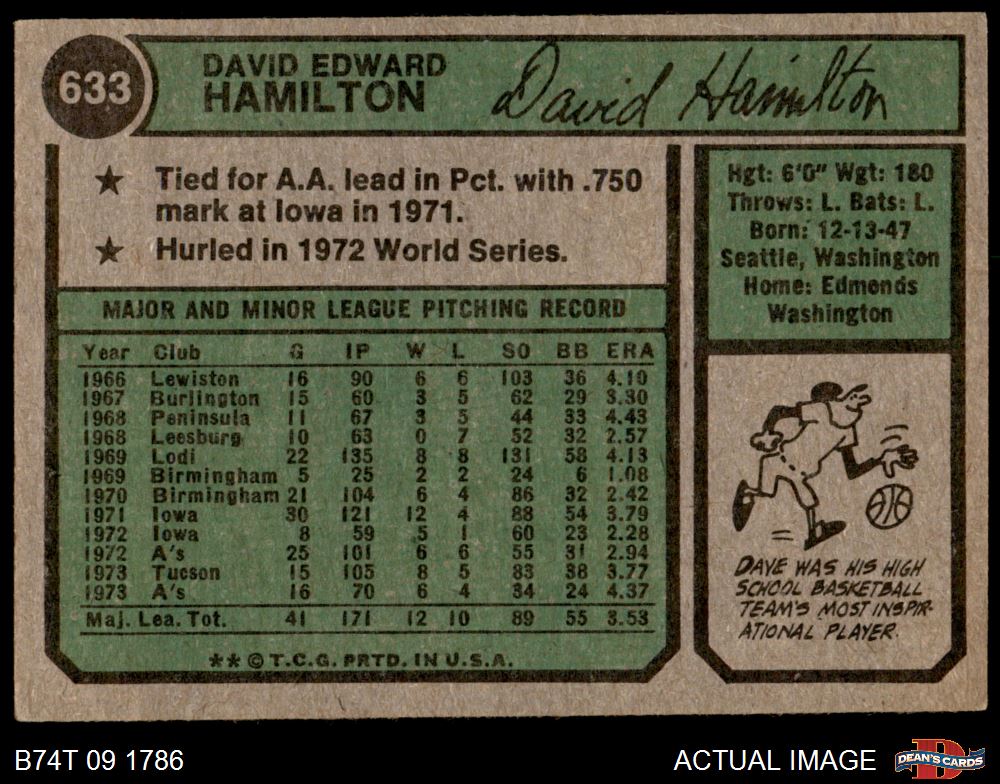 633
DAVID EDWARD
HAMILTON
David Hamilton
★ Tied for A.A. lead in Pct. with .750
mark at Iowa in 1971.
★ Hurled in 1972 World Series.
MAJOR AND MINOR LEAGUE PITCHING RECORD
Year Club G IP W L SO BB ERA
1966 Lewiston 16 90 6 6 103 36 4.10
1967 Burlington 15 60 3 5 62 29 3.30
1968 Peninsula 11 67 3 5 44 33 4.43
1968 Leesburg 10 63 0 7 52 32 2.57
1969 Lodi 22 135 8 8 131 58 4.13
1969 Birmingham 5 25 2 2 24 6 1.08
1970 Birmingham 21 104 6 4 86 32 2.42
1971 Iowa 30 121 12 4 88 54 3.79
1972 Iowa 8 59 5 1 60 23 2.28
1972 A's 25 101 6 6 55 31 2.94
1973 Tucson 15 105 8 5 83 38 3.77
1973 A's 16 70 6 4 34 24 4.37
Maj. Lea. Tot. 41 171 12 10 89 55 3.53
** © T.C.G. PRTD. IN U.S.A.
Hgt: 6'0" Wgt: 180
Throws: L. Bats: L.
Born: 12-13-47
Seattle, Washington
Home: Edmonds
Washington
DAVE WAS HIS HIGH
SCHOOL BASKETBALL
TEAM'S MOST INSPIR-
ATIONAL PLAYER.
B74T 09 1786
ACTUAL IMAGE
DEAN'S CARDS